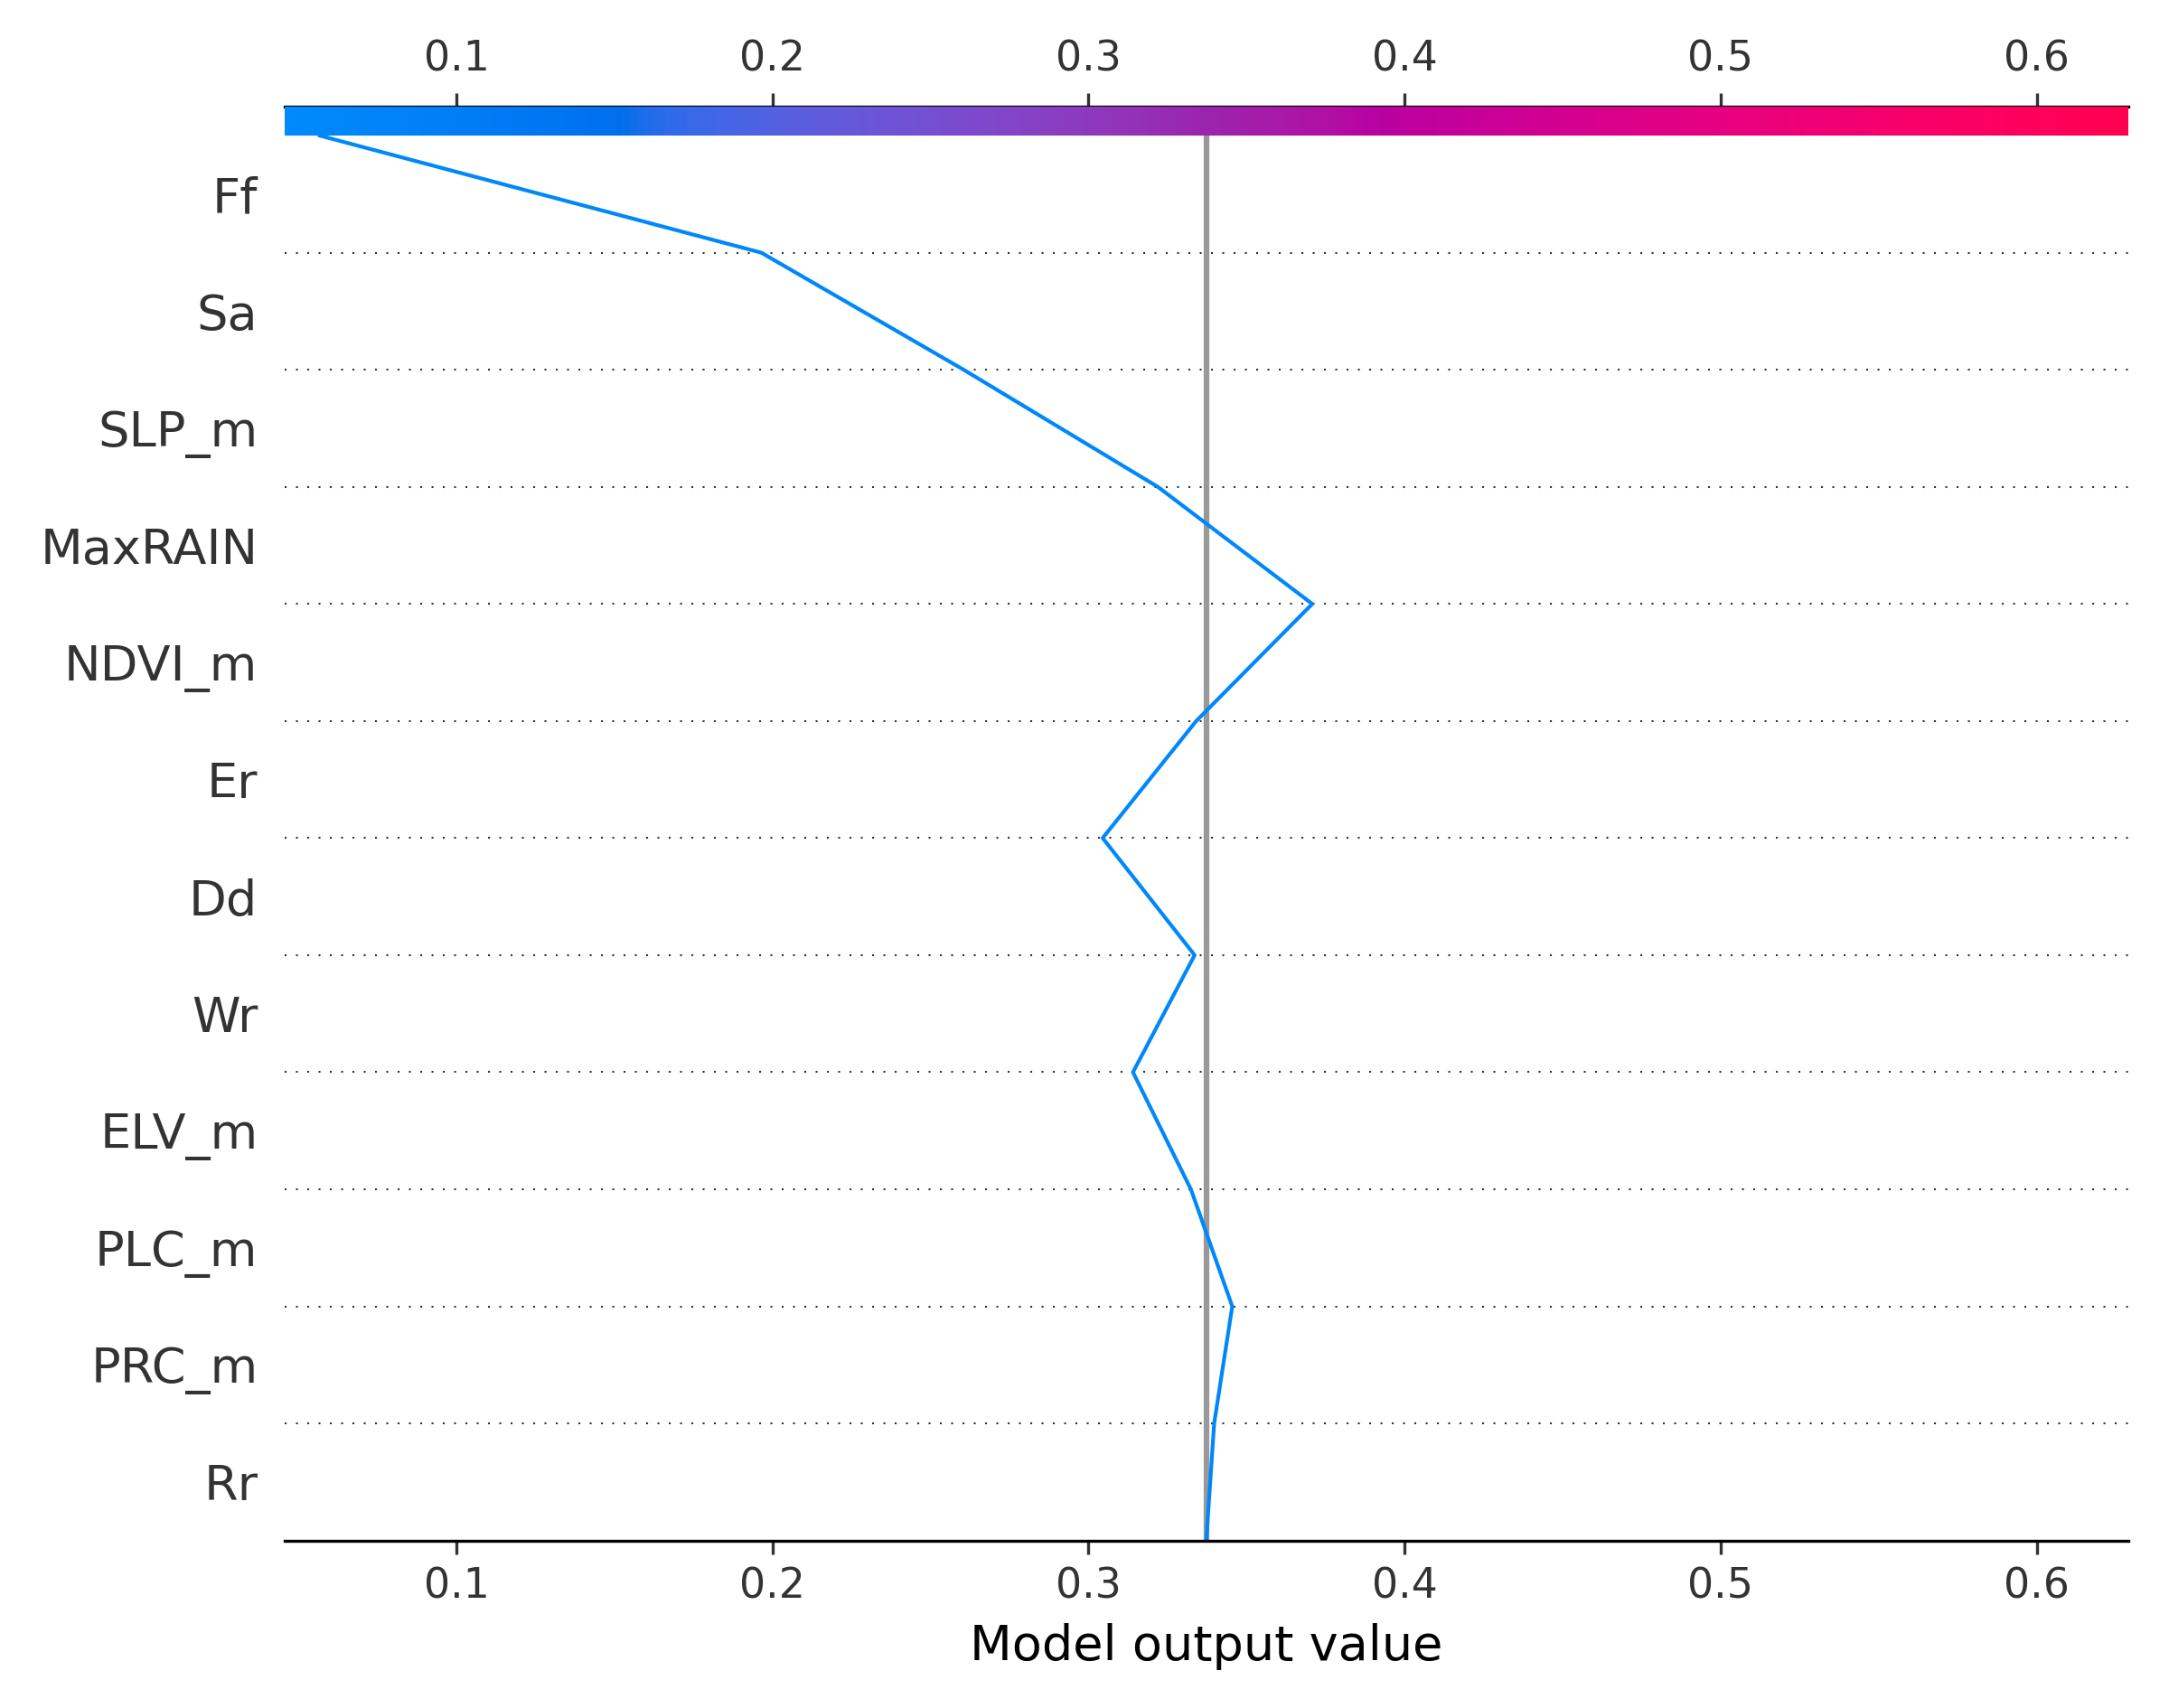 0.1 0.2 0.3 0.4 0.5 0.6
Ff
Sa
SLP_m
MaxRAIN
NDVI_m
Er
Dd
Wr
ELV_m
PLC_m
PRC_m
Rr
0.1 0.2 0.3 0.4 0.5 0.6
Model output value